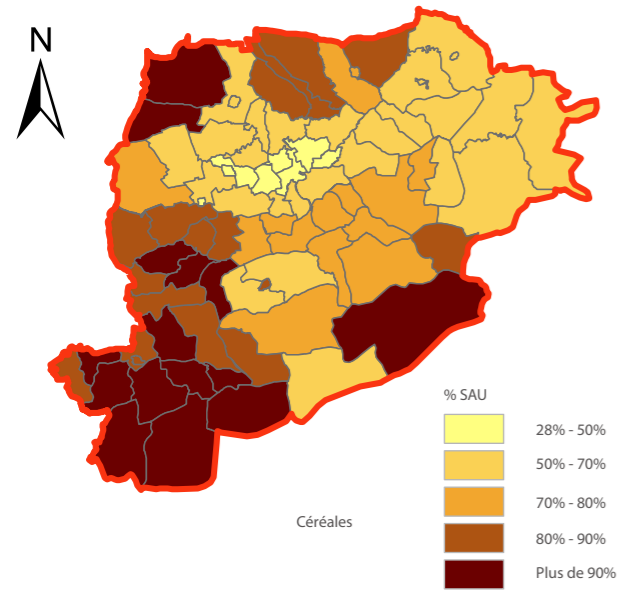 N
% SAU
28% - 50%
50% - 70%
70% - 80%
80% - 90%
Plus de 90%
Céréales